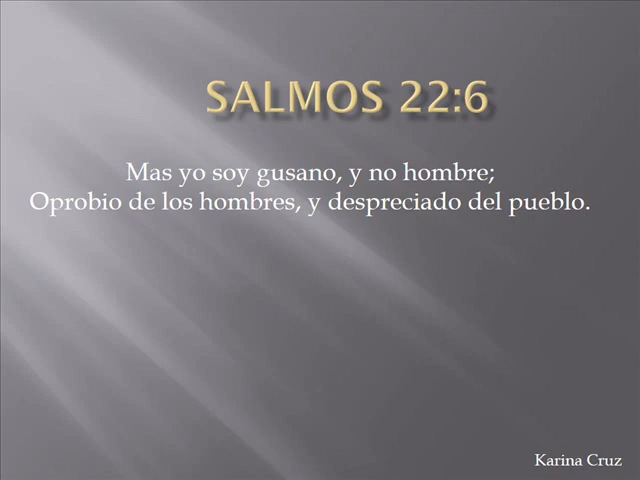 SALMOS 22:6
Mas yo soy gusano, y no hombre;
Oprobio de los hombres, y despreciado del pueblo.
Karina Cruz